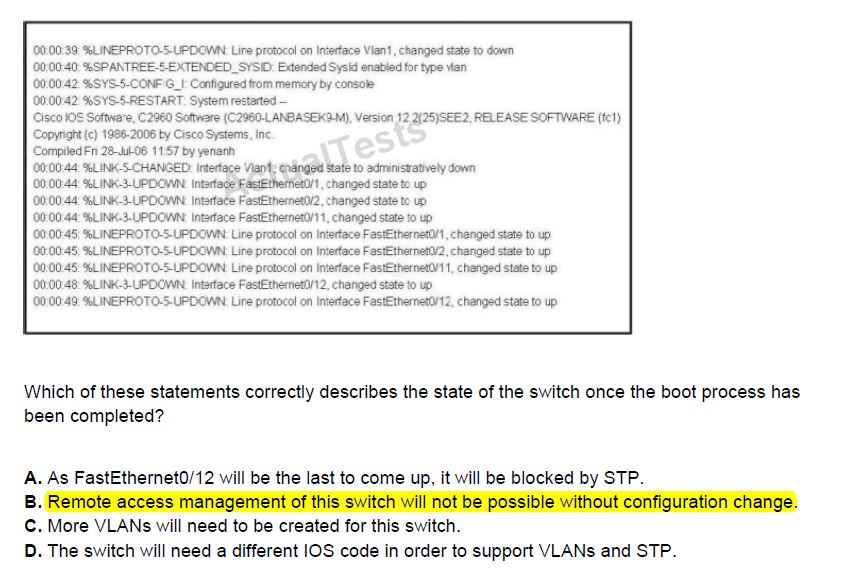 00:00:39: %LINEPROTO-5-UPDOWN: Line protocol on Interface Vlan1, changed state to down
00:00:40: %SPANTREE-5-EXTENDED_SYSID: Extended SysId enabled for type vlan
00:00:42: %SYS-5-CONFIG_I: Configured from memory by console
00:00:42: %SYS-5-RESTART: System restarted --
Cisco IOS Software, C2960 Software (C2960-LANBASEK9-M), Version 12.2(25)SEE2, RELEASE SOFTWARE (fc1)
Copyright (c) 1986-2006 by Cisco Systems, Inc.
Compiled Fri 28-Jul-06 11:57 by yenanh
ActualTests
00:00:44: %LINK-5-CHANGED: Interface Vlan1, changed state to administratively down
00:00:44: %LINK-3-UPDOWN: Interface FastEthernet0/1, changed state to up
00:00:44: %LINK-3-UPDOWN: Interface FastEthernet0/2, changed state to up
00:00:44: %LINK-3-UPDOWN: Interface FastEthernet0/11, changed state to up
00:00:45: %LINEPROTO-5-UPDOWN: Line protocol on Interface FastEthernet0/1, changed state to up
00:00:45: %LINEPROTO-5-UPDOWN: Line protocol on Interface FastEthernet0/2, changed state to up
00:00:45: %LINEPROTO-5-UPDOWN: Line protocol on Interface FastEthernet0/11, changed state to up
00:00:48: %LINK-3-UPDOWN: Interface FastEthernet0/12, changed state to up
00:00:49: %LINEPROTO-5-UPDOWN: Line protocol on Interface FastEthernet0/12, changed state to up
Which of these statements correctly describes the state of the switch once the boot process has
been completed?
A. As FastEthernet0/12 will be the last to come up, it will be blocked by STP.
B. Remote access management of this switch will not be possible without configuration change.
C. More VLANs will need to be created for this switch.
D. The switch will need a different IOS code in order to support VLANs and STP.